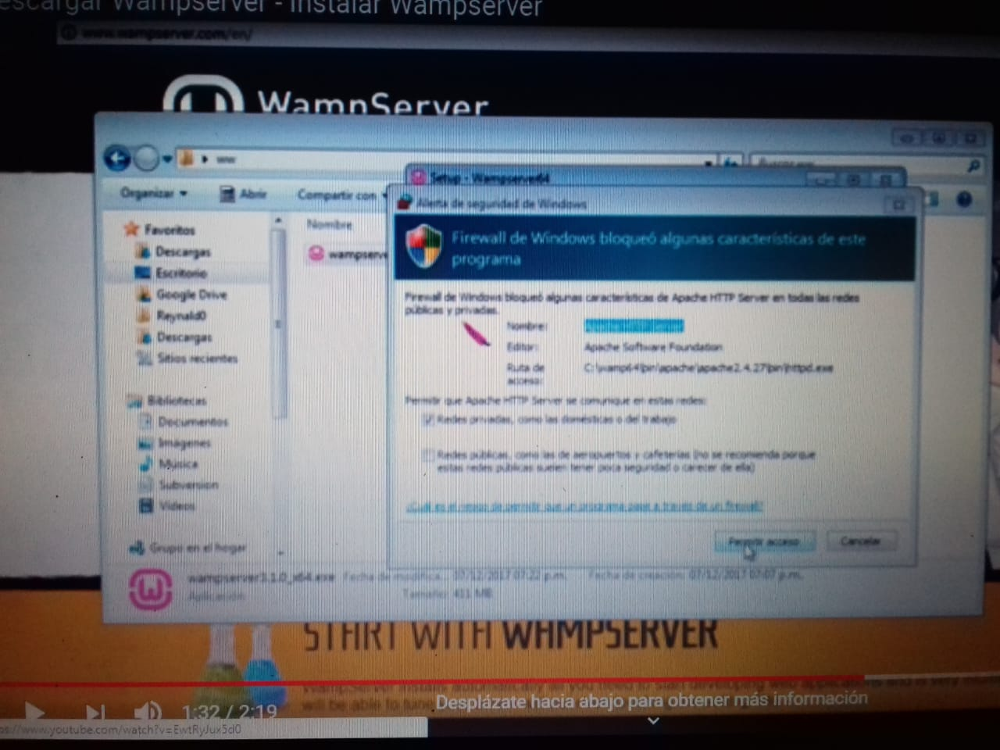 escargar Wampserver - Instalar Wampserver
www.wampserver.com/en/
WampServer
ww
Setup - Wampserver64
Organizar
Abrir
Compartir con
Alerta de seguridad de Windows
Favoritos
Descargas
Escritorio
Google Drive
Reynald0
Descargas
Sitios recientes
Bibliotecas
Documentos
Imágenes
Música
Subversion
Vídeos
Grupo en el hogar
Nombre
wampserve
Firewall de Windows bloqueó algunas características de este
programa
Firewall de Windows bloqueó algunas características de Apache HTTP Server en todas las redes
públicas y privadas.
Nombre: Apache HTTP Server
Editor: Apache Software Foundation
Ruta de C:\wamp64\bin\apache\apache2.4.27\bin\httpd.exe
acceso:
Permitir que Apache HTTP Server se comunique en estas redes:
Redes privadas, como las domésticas o del trabajo
Redes públicas, como las de aeropuertos y cafeterías (no se recomienda porque
estas redes públicas suelen tener poca seguridad o carecer de ella)
¿Cuál es el riesgo de permitir que un programa pase a través de un firewall?
Permitir acceso
Cancelar
wampserver3.1.0_x64.exe Fecha de modifica... 07/12/2017 07:22 p.m. Fecha de creación: 07/12/2017 07:07 p.m.
Aplicación Tamaño: 411 MB
START WITH WAMPSERVER
Desplázate hacia abajo para obtener más información
1:32 / 2:19
ps://www.youtube.com/watch?v=EwtRyJux5d0